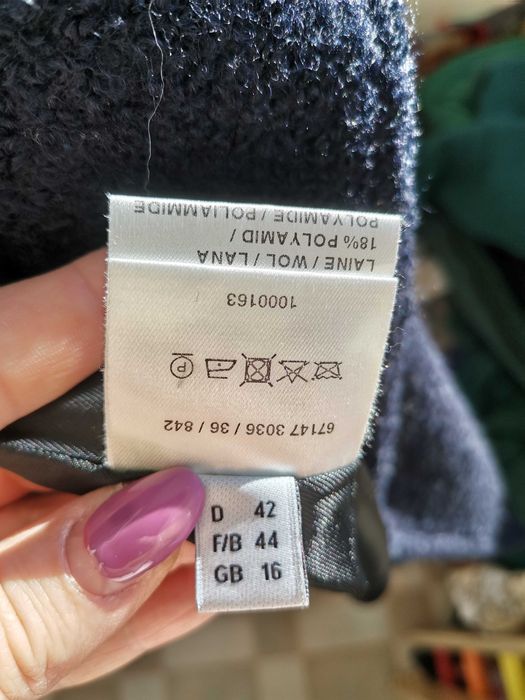 67147 3036 / 36 / 842
P
1000163
LAINE / WOL / LANA
18% POLYAMID /
POLYAMIDE / POLIAMMIDE
D 42
F/B 44
GB 16